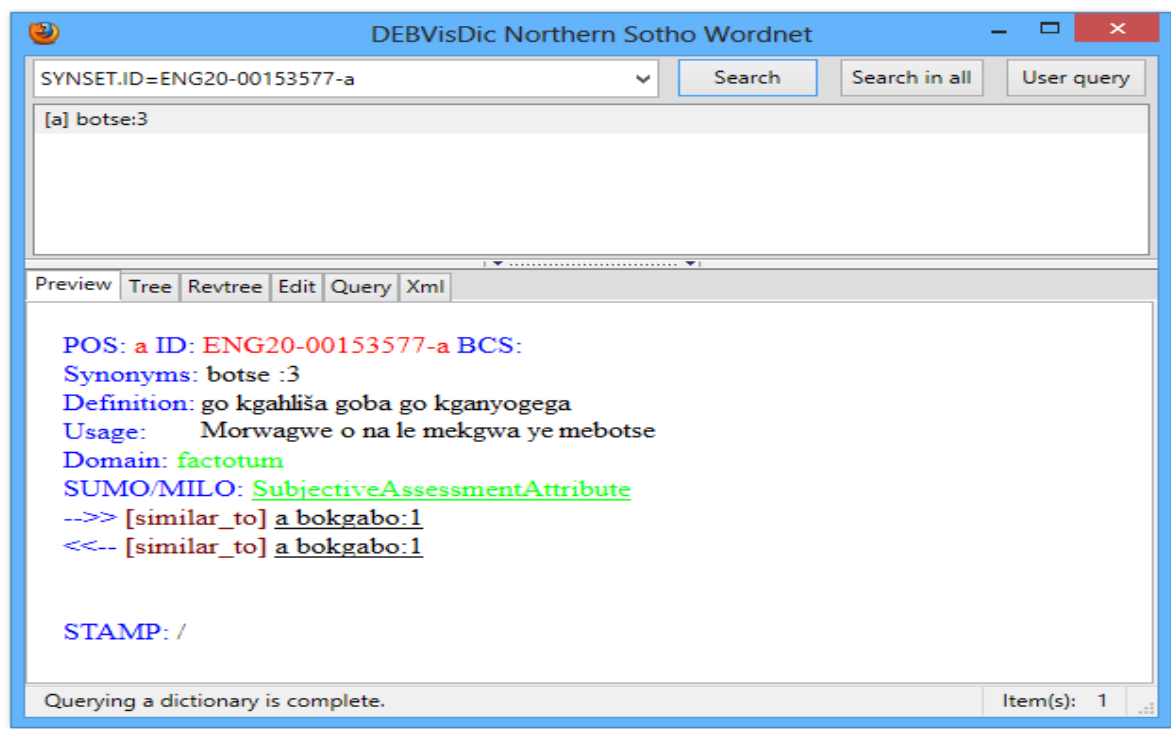 DEBVisDic Northern Sotho Wordnet
SYNSET.ID=ENG20-00153577-a Search Search in all User query
[a] botse:3
Preview Tree Revtree Edit Query Xml
POS: a ID: ENG20-00153577-a BCS:
Synonyms: botse :3
Definition: go kgahliša goba go kganyogega
Usage: Morwagwe o na le mekgwa ye mebotse
Domain: factotum
SUMO/MILO: SubjectiveAssessmentAttribute
-->> [similar_to] a bokgabo:1
<<-- [similar_to] a bokgabo:1
STAMP: /
Querying a dictionary is complete. Item(s): 1